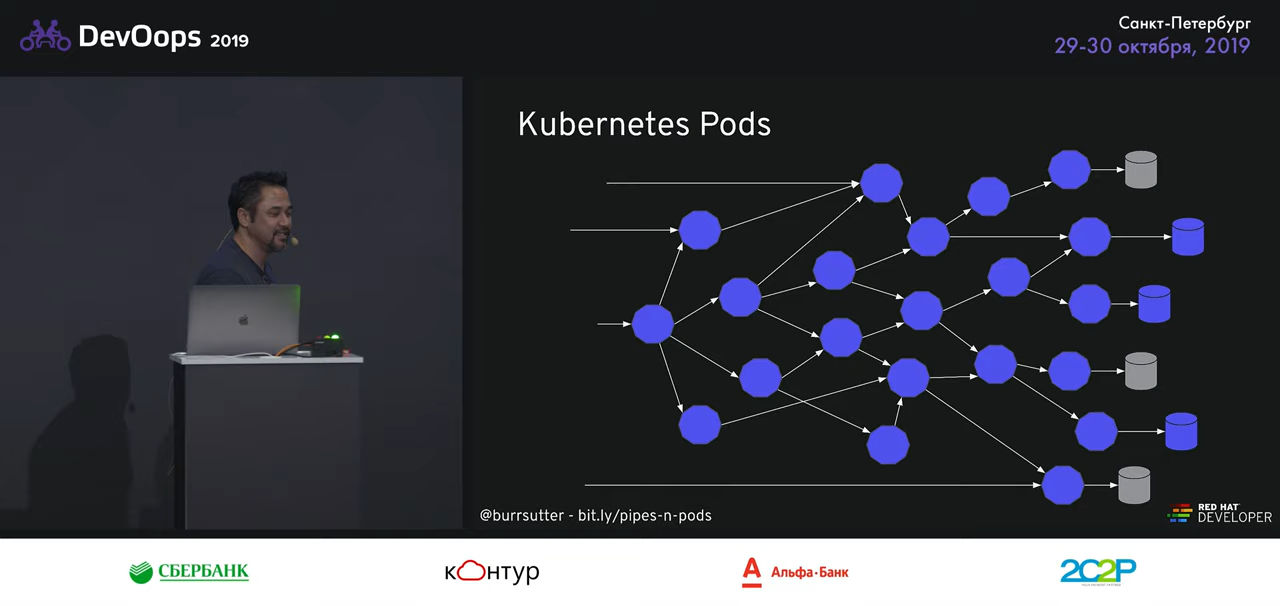 DevOops 2019
Санкт-Петербург
29-30 октября, 2019
Kubernetes Pods
@burrsutter - bit.ly/pipes-n-pods
RED HAT
DEVELOPER
СБЕРБАНК
кОнтур
Альфа·Банк
2C2P